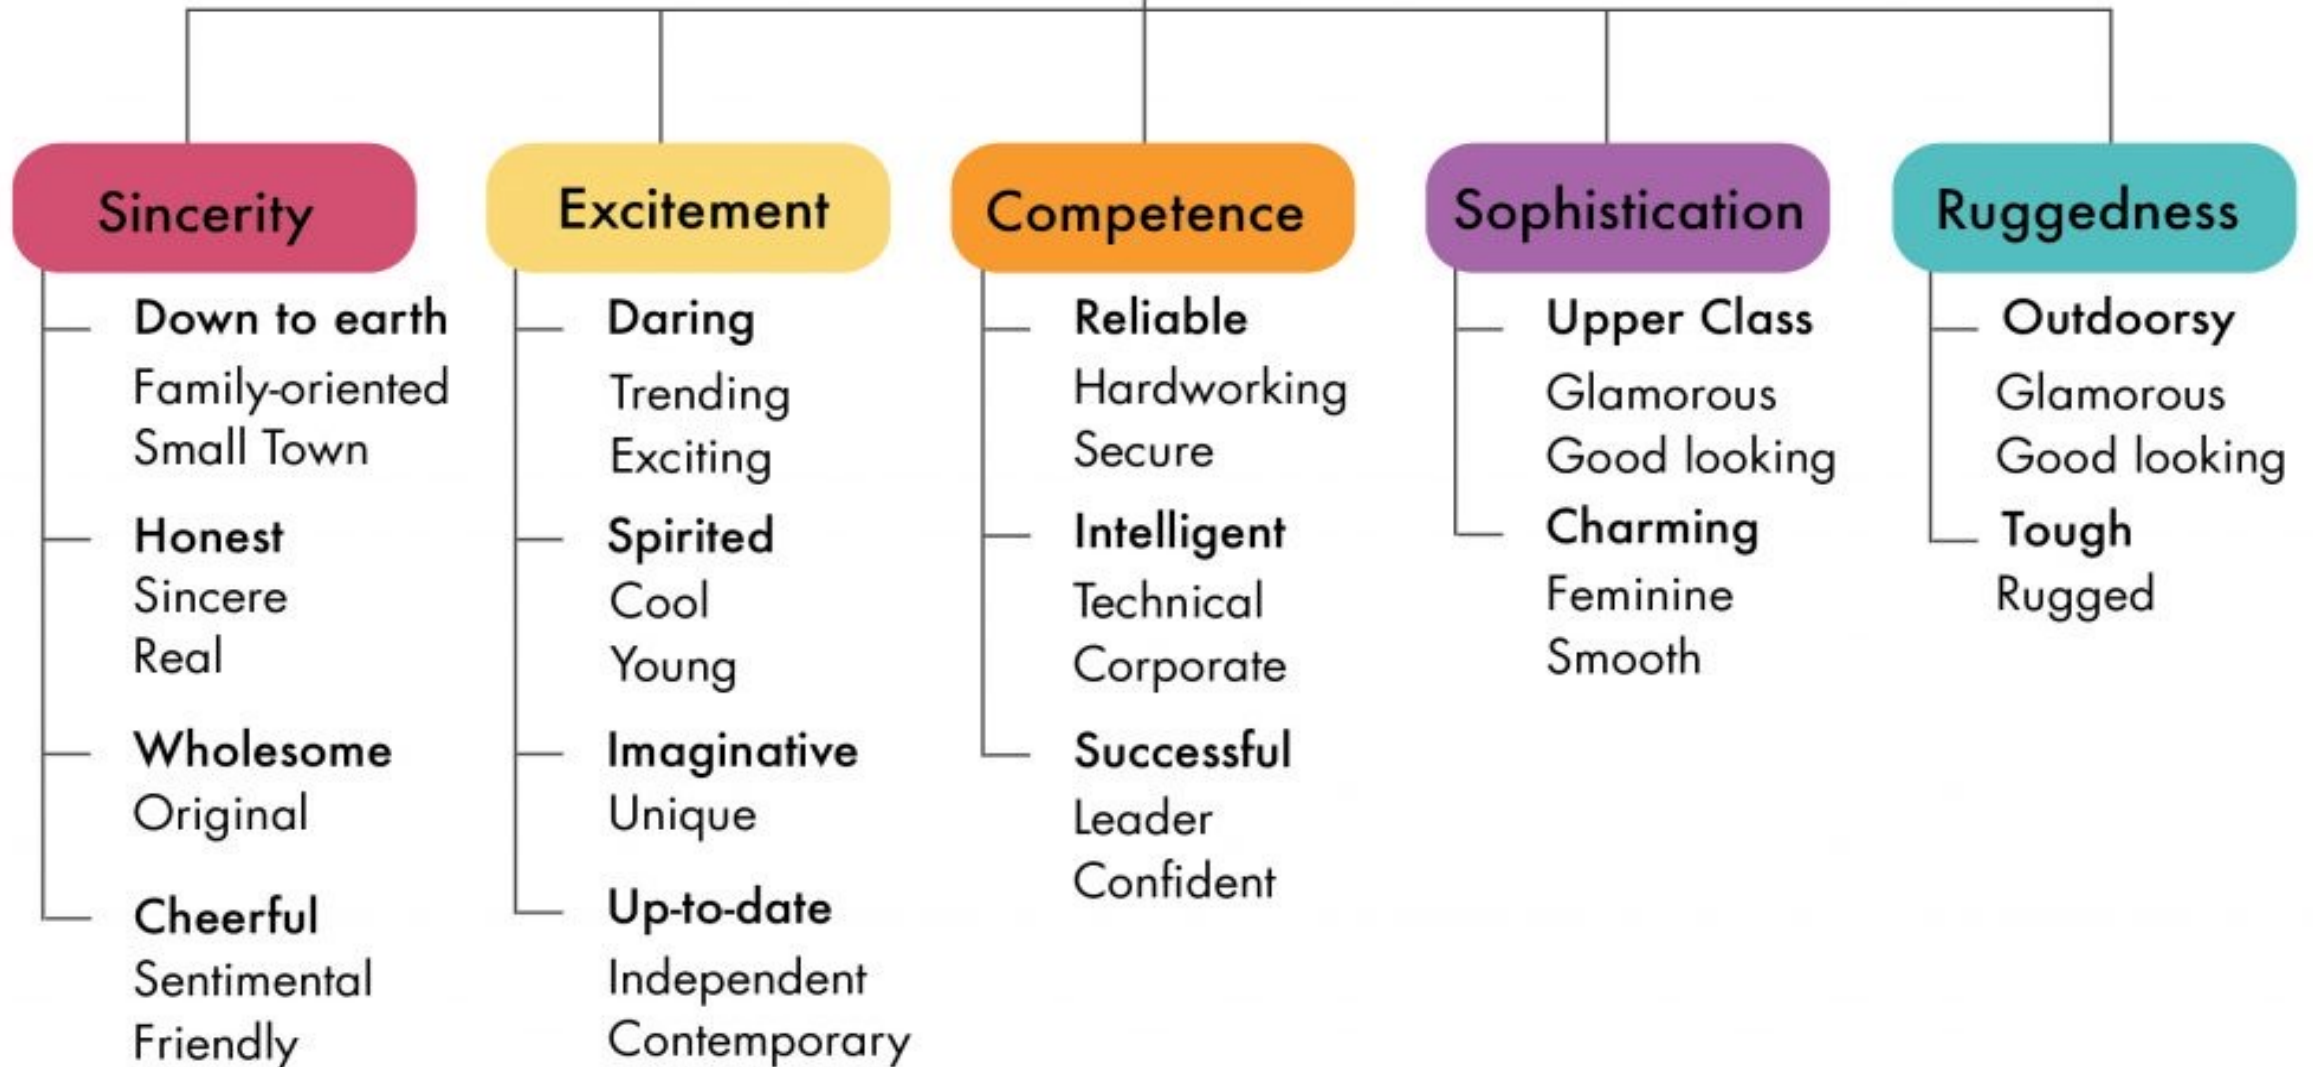 Sincerity
Down to earth
Family-oriented
Small Town
Honest
Sincere
Real
Wholesome
Original
Cheerful
Sentimental
Friendly
Excitement
Daring
Trending
Exciting
Spirited
Cool
Young
Imaginative
Unique
Up-to-date
Independent
Contemporary
Competence
Reliable
Hardworking
Secure
Intelligent
Technical
Corporate
Successful
Leader
Confident
Sophistication
Upper Class
Glamorous
Good looking
Charming
Feminine
Smooth
Ruggedness
Outdoorsy
Glamorous
Good looking
Tough
Rugged